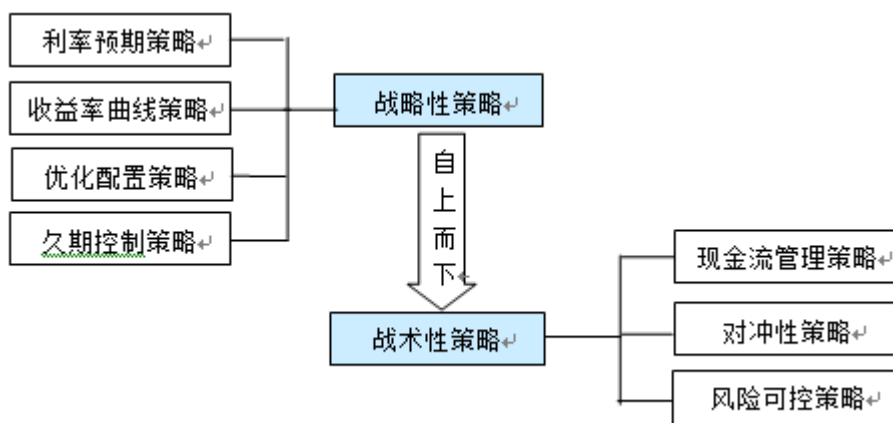 利率预期策略
收益率曲线策略
优化配置策略
久期控制策略
战略性策略
自上而下
战术性策略
现金流管理策略
对冲性策略
风险可控策略